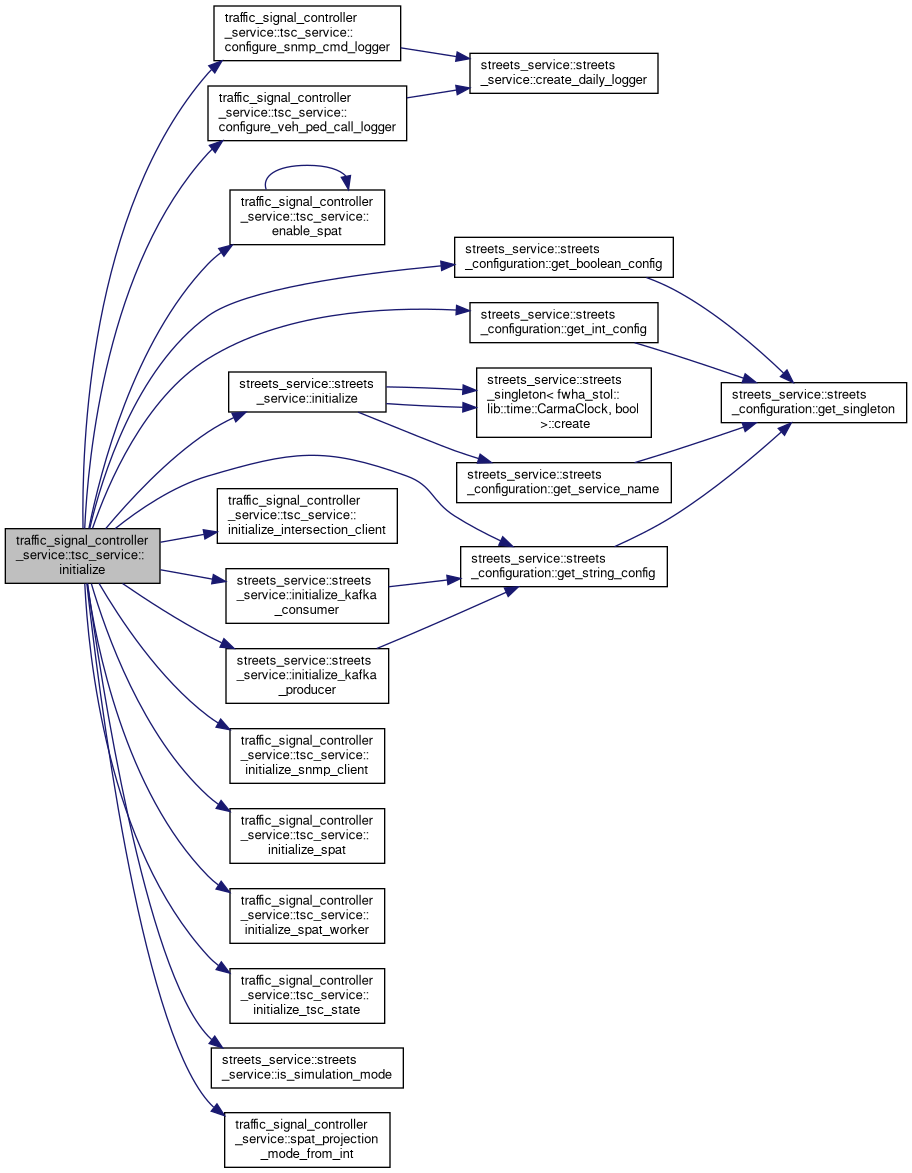 traffic_signal_controller
_service::tsc_service::
configure_snmp_cmd_logger
streets_service::streets
_service::create_daily_logger
traffic_signal_controller
_service::tsc_service::
configure_veh_ped_call_logger
traffic_signal_controller
_service::tsc_service::
enable_spat
streets_service::streets
_configuration::get_boolean_config
streets_service::streets
_configuration::get_int_config
streets_service::streets
_service::initialize
streets_service::streets
_singleton< fwha_stol::
lib::time::CarmaClock, bool
>::create
streets_service::streets
_configuration::get_singleton
streets_service::streets
_configuration::get_service_name
traffic_signal_controller
_service::tsc_service::
initialize_intersection_client
traffic_signal_controller
_service::tsc_service::
initialize
streets_service::streets
_configuration::get_string_config
streets_service::streets
_service::initialize_kafka
_consumer
streets_service::streets
_service::initialize_kafka
_producer
traffic_signal_controller
_service::tsc_service::
initialize_snmp_client
traffic_signal_controller
_service::tsc_service::
initialize_spat
traffic_signal_controller
_service::tsc_service::
initialize_spat_worker
traffic_signal_controller
_service::tsc_service::
initialize_tsc_state
streets_service::streets
_service::is_simulation_mode
traffic_signal_controller
_service::spat_projection
_mode_from_int